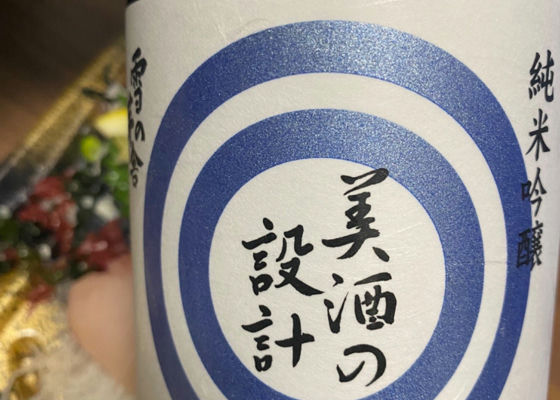 純米吟醸
美酒の
設計
雪の茅舎